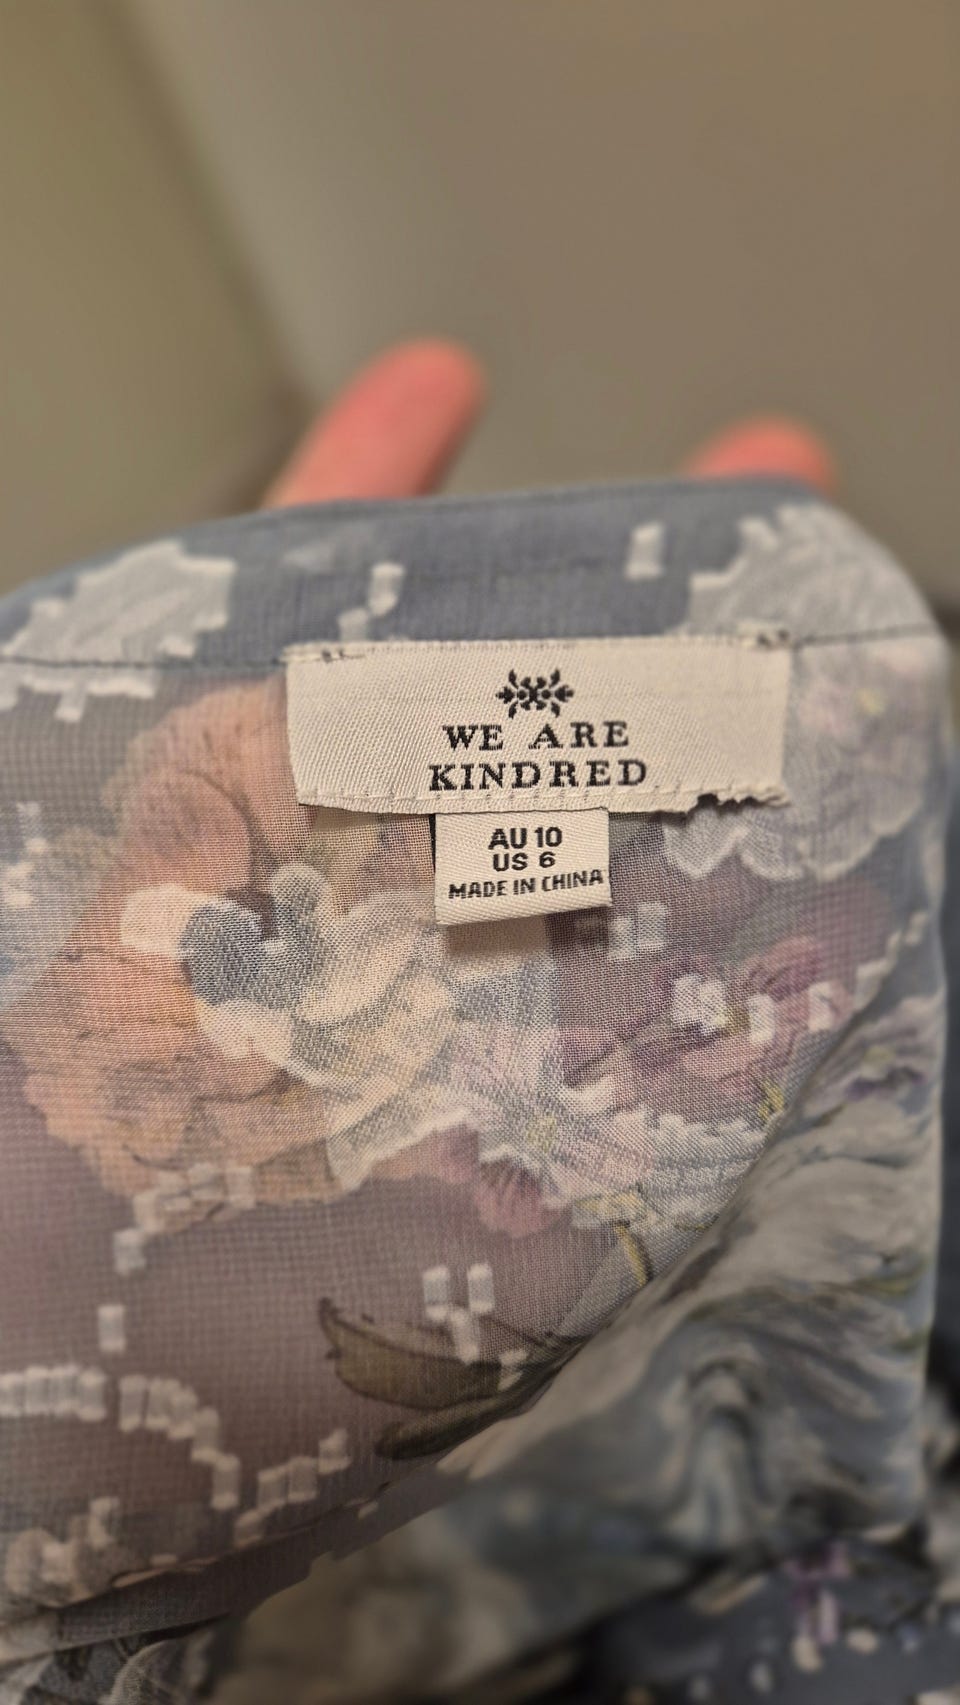 WE ARE
KINDRED
AU 10
US 6
MADE IN CHINA